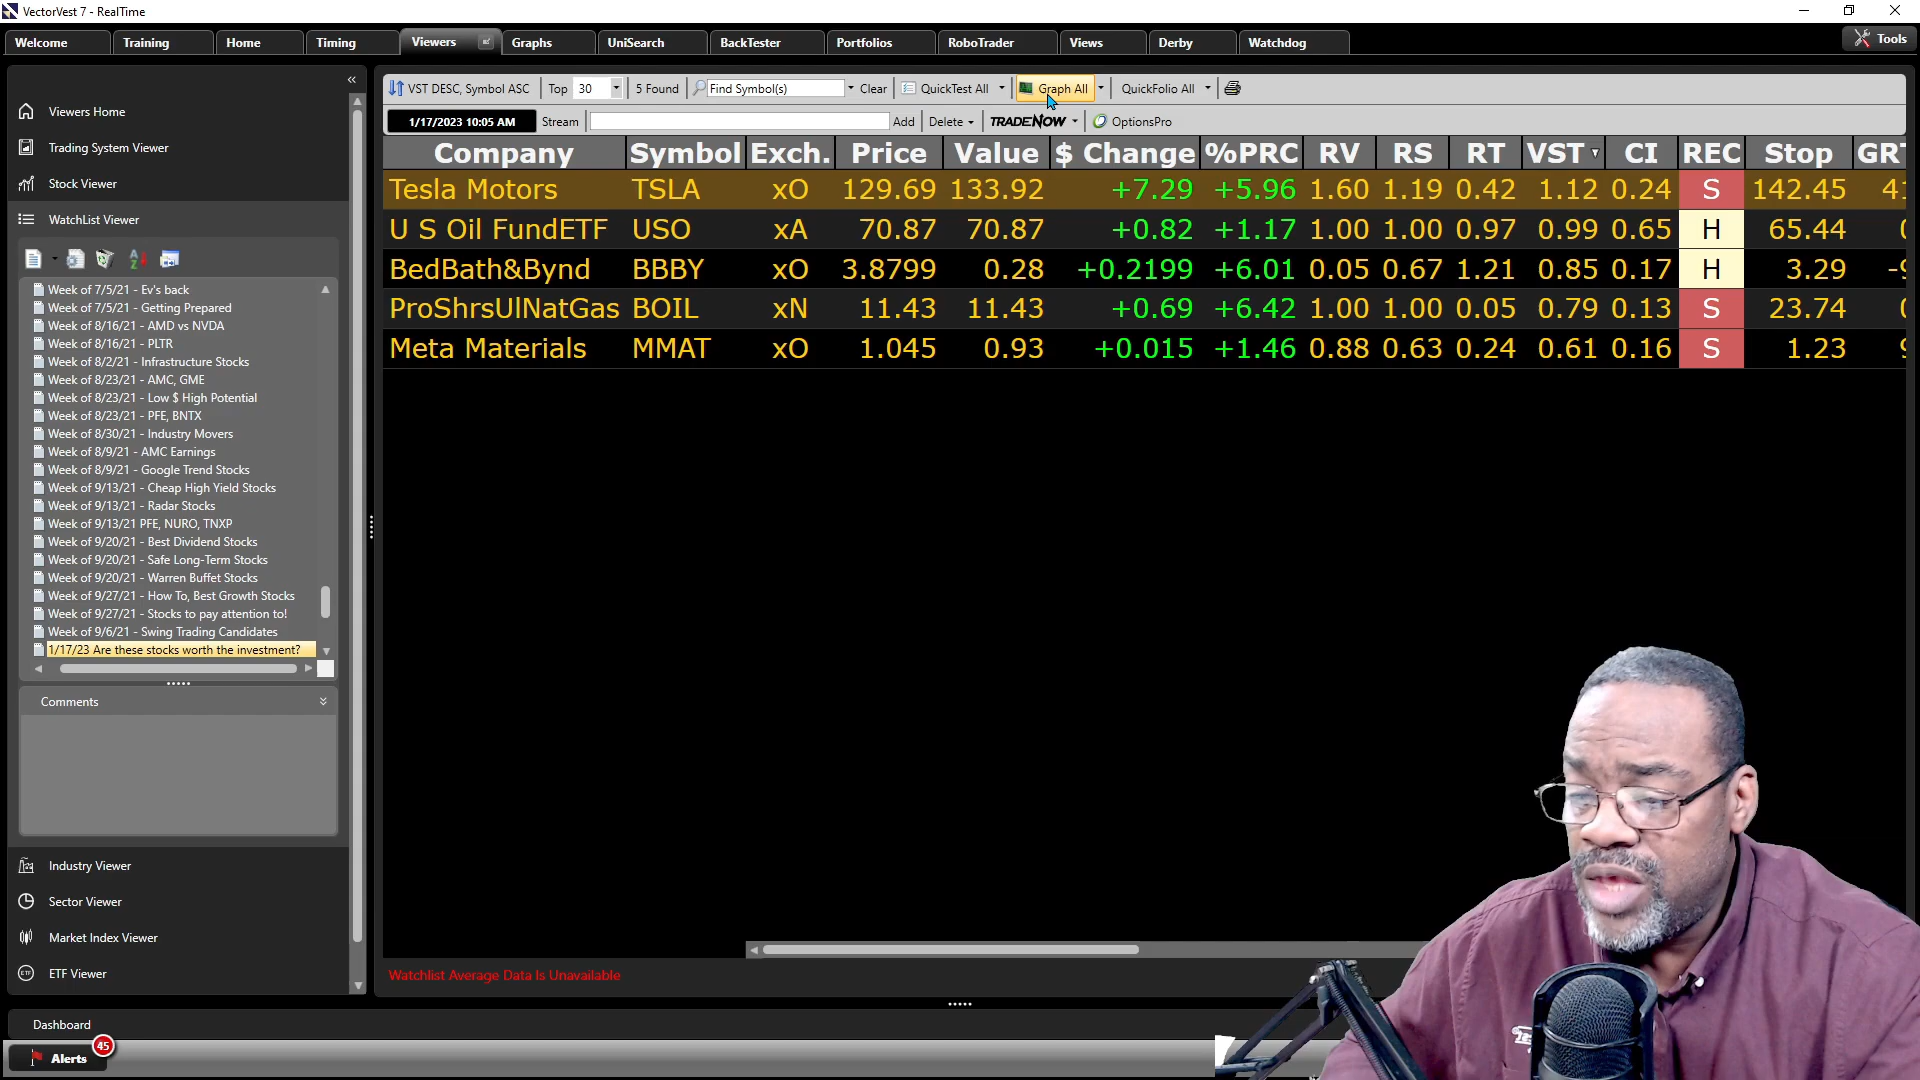 VectorVest 7 - RealTime
Welcome Training Home Timing Viewers Graphs UniSearch BackTester Portfolios RoboTrader Views Derby Watchdog Tools
VST DESC, Symbol ASC Top 30 5 Found Find Symbol(s) Clear QuickTest All Graph All QuickFolio All
1/17/2023 10:05 AM Stream Add Delete TRADENOW OptionsPro
Company Symbol Exch. Price Value $ Change %PRC RV RS RT VST CI REC Stop GRT
Tesla Motors TSLA xO 129.69 133.92 +7.29 +5.96 1.60 1.19 0.42 1.12 0.24 S 142.45 41
U S Oil FundETF USO xA 70.87 70.87 +0.82 +1.17 1.00 1.00 0.97 0.99 0.65 H 65.44
BedBath&Bynd BBBY xO 3.8799 0.28 +0.2199 +6.01 0.05 0.67 1.21 0.85 0.17 H 3.29
ProShrsUlNatGas BOIL xN 11.43 11.43 +0.69 +6.42 1.00 1.00 0.05 0.79 0.13 S 23.74
Meta Materials MMAT xO 1.045 0.93 +0.015 +1.46 0.88 0.63 0.24 0.61 0.16 S 1.23
Watchlist Average Data Is Unavailable
Viewers Home
Trading System Viewer
Stock Viewer
WatchList Viewer
Week of 7/5/21 - Ev's back
Week of 7/5/21 - Getting Prepared
Week of 8/16/21 - AMD vs NVDA
Week of 8/16/21 - PLTR
Week of 8/2/21 - Infrastructure Stocks
Week of 8/23/21 - AMC, GME
Week of 8/23/21 - Low $ High Potential
Week of 8/23/21 - PFE, BNTX
Week of 8/30/21 - Industry Movers
Week of 8/9/21 - AMC Earnings
Week of 8/9/21 - Google Trend Stocks
Week of 9/13/21 - Cheap High Yield Stocks
Week of 9/13/21 - Radar Stocks
Week of 9/13/21 PFE, NURO, TNXP
Week of 9/20/21 - Best Dividend Stocks
Week of 9/20/21 - Safe Long-Term Stocks
Week of 9/20/21 - Warren Buffet Stocks
Week of 9/27/21 - How To, Best Growth Stocks
Week of 9/27/21 - Stocks to pay attention to!
Week of 9/6/21 - Swing Trading Candidates
1/17/23 Are these stocks worth the investment?
Comments
Industry Viewer
Sector Viewer
Market Index Viewer
ETF Viewer
Dashboard
Alerts 45